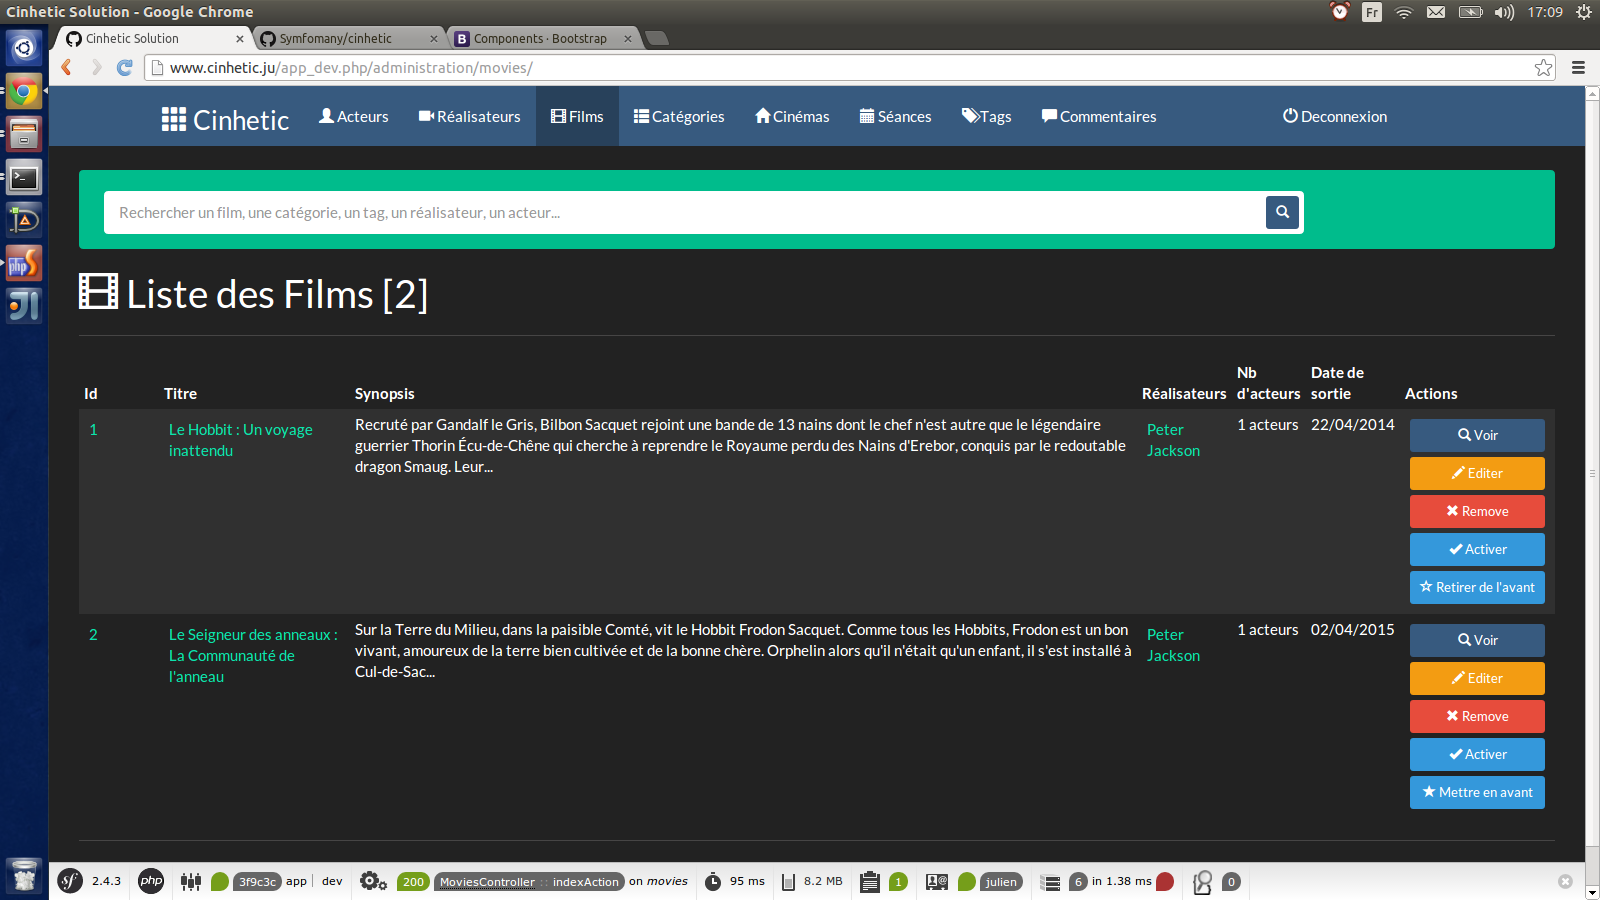 Cinhetic Solution - Google Chrome
Fr
17:09
Cinhetic Solution
Symfomany/cinhetic
Components · Bootstrap
www.cinhetic.ju/app_dev.php/administration/movies/
Cinhetic
Acteurs
Réalisateurs
Films
Catégories
Cinémas
Séances
Tags
Commentaires
Deconnexion
Rechercher un film, une catégorie, un tag, un réalisateur, un acteur...
Liste des Films [2]
Id
Titre
Synopsis
Réalisateurs
Nb
d'acteurs
Date de
sortie
Actions
1
Le Hobbit : Un voyage
inattendu
Recruté par Gandalf le Gris, Bilbon Sacquet rejoint une bande de 13 nains dont le chef n'est autre que le légendaire
guerrier Thorin Écu-de-Chêne qui cherche à reprendre le Royaume perdu des Nains d'Erebor, conquis par le redoutable
dragon Smaug. Leur...
Peter
Jackson
1 acteurs
22/04/2014
Voir
Editer
Remove
Activer
Retirer de l'avant
2
Le Seigneur des anneaux :
La Communauté de
l'anneau
Sur la Terre du Milieu, dans la paisible Comté, vit le Hobbit Frodon Sacquet. Comme tous les Hobbits, Frodon est un bon
vivant, amoureux de la terre bien cultivée et de la bonne chère. Orphelin alors qu'il n'était qu'un enfant, il s'est installé à
Cul-de-Sac...
Peter
Jackson
1 acteurs
02/04/2015
Voir
Editer
Remove
Activer
Mettre en avant
sf 2.4.3
php
3f9c3c app dev
200 MoviesController :: indexAction on movies
95 ms
8.2 MB
1
julien
6 in 1.38 ms
0